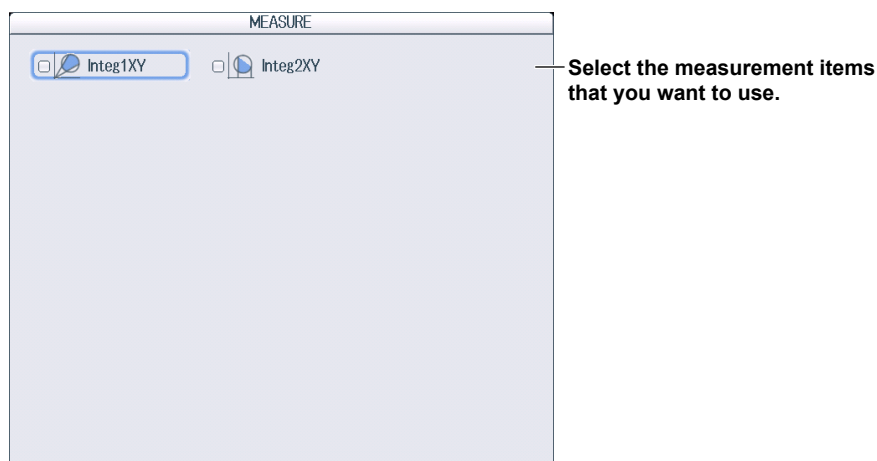 MEASURE
Integ1XY Integ2XY
Select the measurement items
that you want to use.